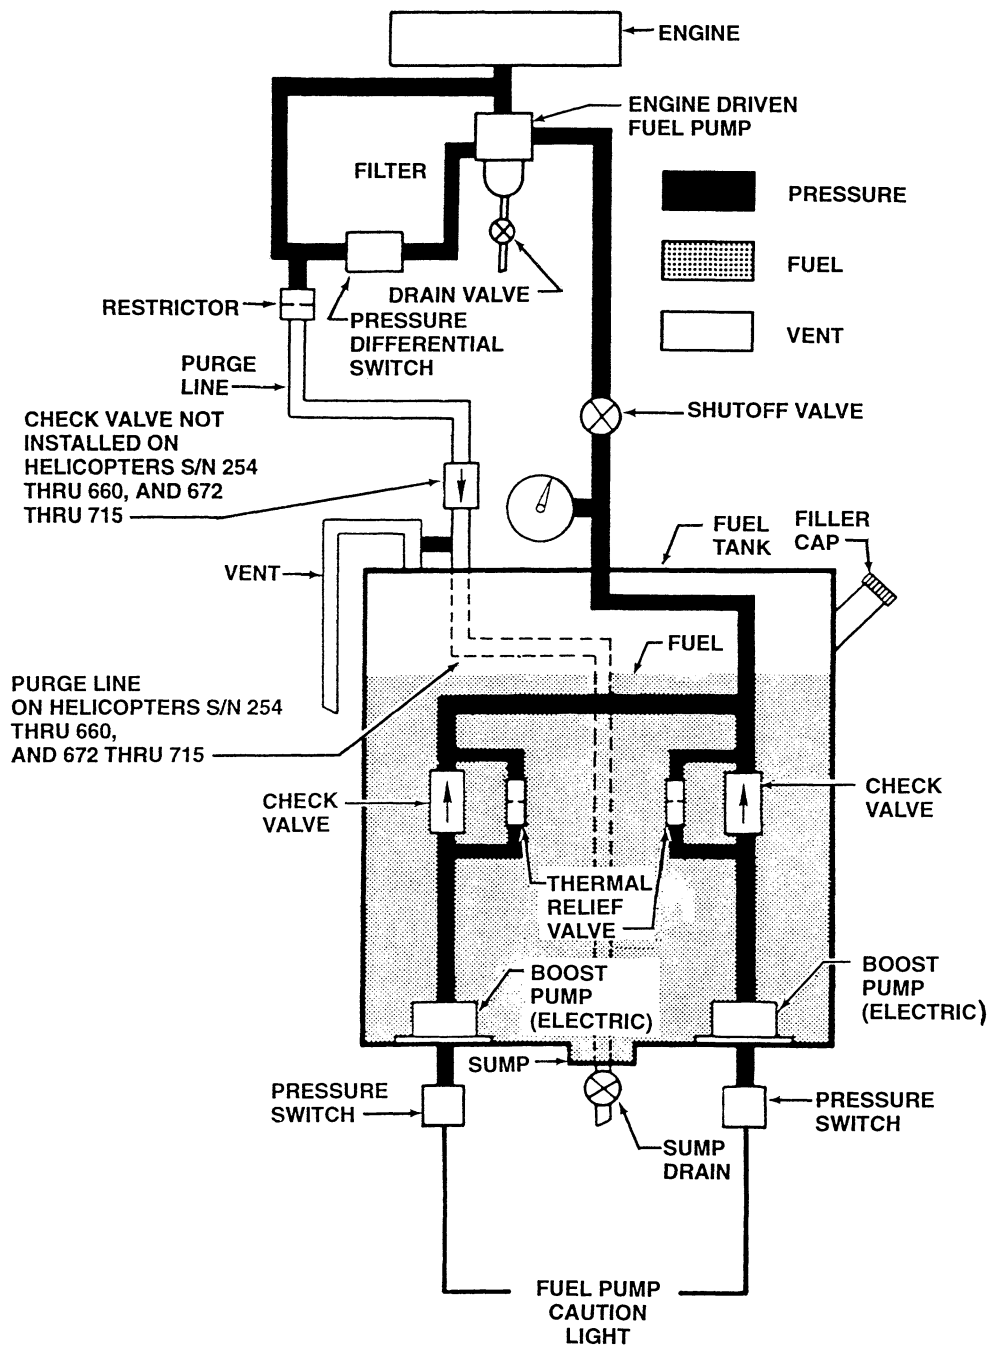 ENGINE
ENGINE DRIVEN
FUEL PUMP
FILTER
PRESSURE
FUEL
VENT
DRAIN VALVE
RESTRICTOR
PRESSURE
DIFFERENTIAL
SWITCH
PURGE
LINE
SHUTOFF VALVE
CHECK VALVE NOT
INSTALLED ON
HELICOPTERS S/N 254
THRU 660, AND 672
THRU 715
FUEL
TANK
FILLER
CAP
VENT
FUEL
PURGE LINE
ON HELICOPTERS S/N 254
THRU 660,
AND 672 THRU 715
CHECK
VALVE
CHECK
VALVE
THERMAL
RELIEF
VALVE
BOOST
PUMP
(ELECTRIC)
BOOST
PUMP
(ELECTRIC)
SUMP
PRESSURE
SWITCH
PRESSURE
SWITCH
SUMP
DRAIN
FUEL PUMP
CAUTION
LIGHT